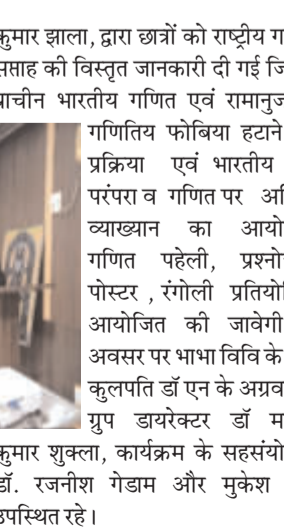 कुमार झाला, द्वारा छात्रों को राष्ट्रीय ग
सप्ताह की विस्तृत जानकारी दी गई जि
प्राचीन भारतीय गणित एवं रामानुज
गणितिय फोबिया हटाने
प्रक्रिया एवं भारतीय
परंपरा व गणित पर अि
व्याख्यान का आयो
गणित पहेली, प्रश्नो
पोस्टर , रंगोली प्रतियोि
आयोजित की जावेगी
अवसर पर भाभा विवि के
कुलपति डॉ एन के अग्रव
ग्रुप डायरेक्टर डॉ म
कुमार शुक्ला, कार्यक्रम के सहसंयो
डॉ. रजनीश गेडाम और मुकेश
उपस्थित रहे।